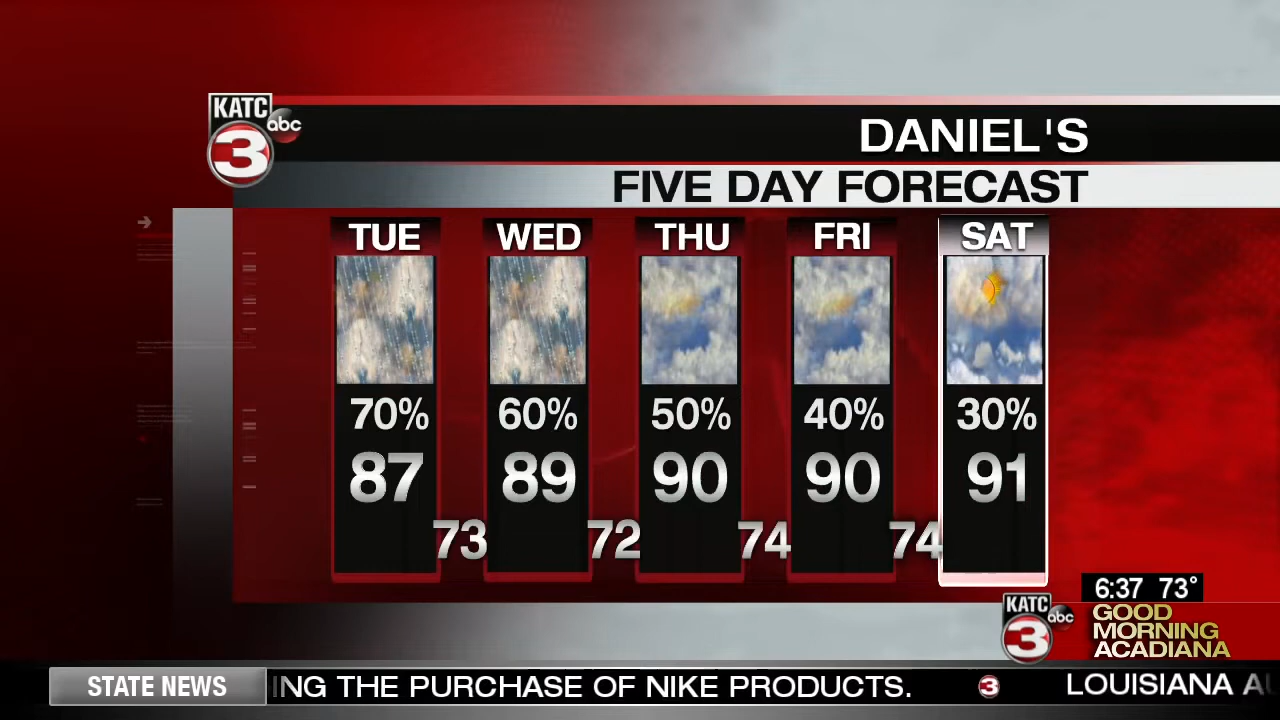 KATC
abc
3
DANIEL'S
FIVE DAY FORECAST
TUE WED THU FRI SAT
70% 60% 50% 40% 30%
87 89 90 90 91
73 72 74 74
6:37 73°
KATC
abc
3
GOOD
MORNING
ACADIANA
STATE NEWS ING THE PURCHASE OF NIKE PRODUCTS. 3 LOUISIANA